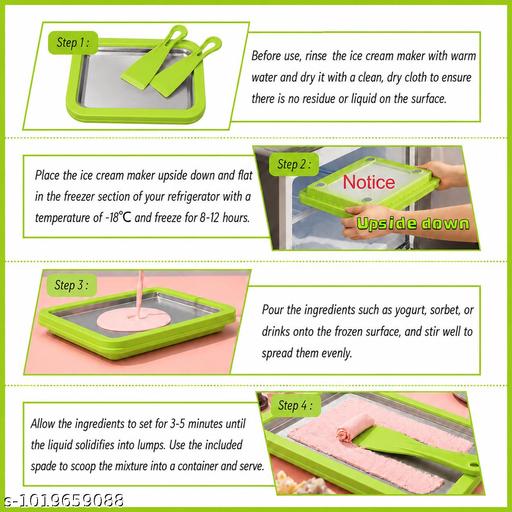 Step 1 :
Before use, rinse the ice cream maker with warm
water and dry it with a clean, dry cloth to ensure
there is no residue or liquid on the surface.
Place the ice cream maker upside down and flat
in the freezer section of your refrigerator with a
temperature of -18℃ and freeze for 8-12 hours.
Step 2 :
Notice
Upside down
Step 3 :
Pour the ingredients such as yogurt, sorbet, or
drinks onto the frozen surface, and stir well to
spread them evenly.
Allow the ingredients to set for 3-5 minutes until
the liquid solidifies into lumps. Use the included
spade to scoop the mixture into a container and serve.
Step 4 :
s-1019659088